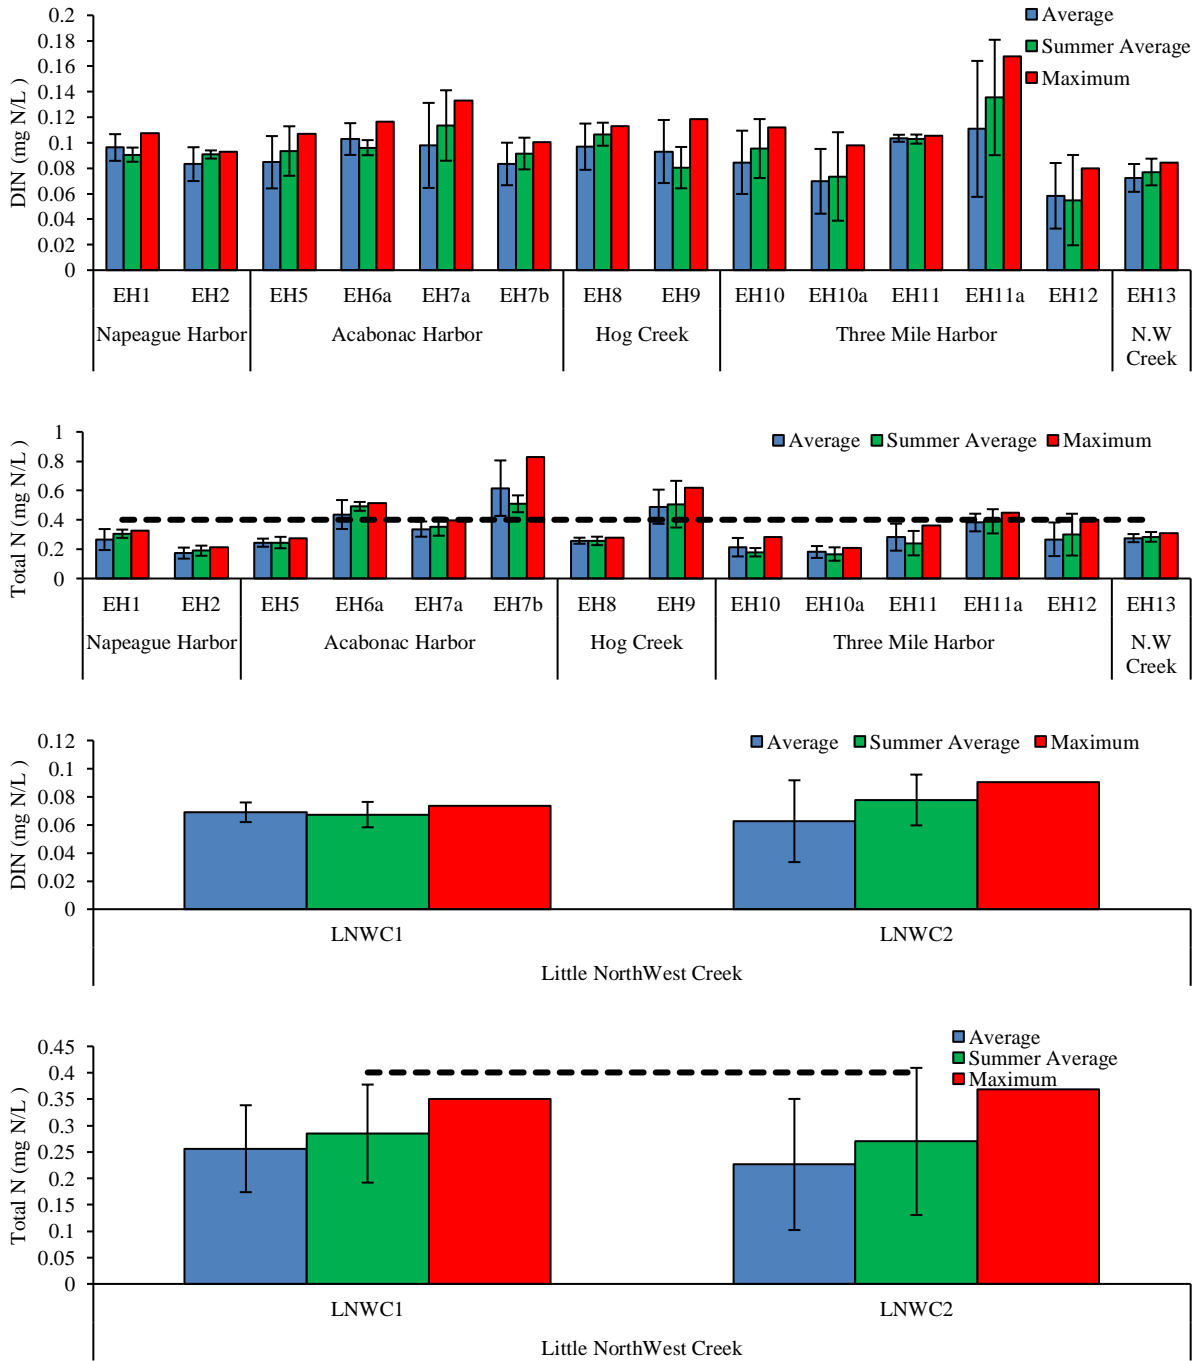 0.2
0.18
0.16
0.14
0.12
0.1
0.08
0.06
0.04
0.02
0
DIN (mg N/L )
Average
Summer Average
Maximum
EH1 EH2 EH5 EH6a EH7a EH7b EH8 EH9 EH10 EH10a EH11 EH11a EH12 EH13
Napeague Harbor Acabonac Harbor Hog Creek Three Mile Harbor N.W
Creek
1
0.8
0.6
0.4
0.2
0
Total N (mg N/L )
Average Summer Average Maximum
EH1 EH2 EH5 EH6a EH7a EH7b EH8 EH9 EH10 EH10a EH11 EH11a EH12 EH13
Napeague Harbor Acabonac Harbor Hog Creek Three Mile Harbor N.W
Creek
0.12
0.1
0.08
0.06
0.04
0.02
0
DIN (mg N/L )
Average Summer Average Maximum
LNWC1 LNWC2
Little NorthWest Creek
0.45
0.4
0.35
0.3
0.25
0.2
0.15
0.1
0.05
0
Total N (mg N/L )
Average
Summer Average
Maximum
LNWC1 LNWC2
Little NorthWest Creek